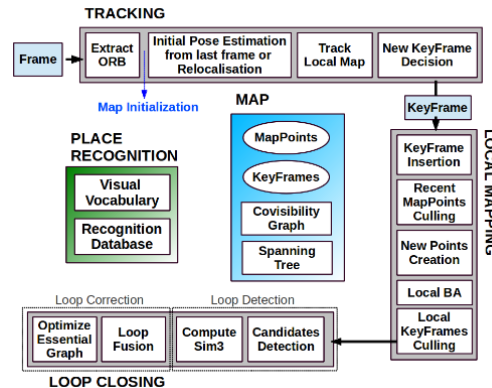 TRACKING
Frame
Extract
ORB
Initial Pose Estimation
from last frame or
Relocalisation
Track
Local Map
New KeyFrame
Decision
Map Initialization
KeyFrame
MAP
MapPoints
KeyFrames
Covisibility
Graph
Spanning
Tree
PLACE
RECOGNITION
Visual
Vocabulary
Recognition
Database
LOCAL MAPPING
KeyFrame
Insertion
Recent
MapPoints
Culling
New Points
Creation
Local BA
Local
KeyFrames
Culling
Loop Correction
Loop Detection
Optimize
Essential
Graph
Loop
Fusion
Compute
Sim3
Candidates
Detection
LOOP CLOSING